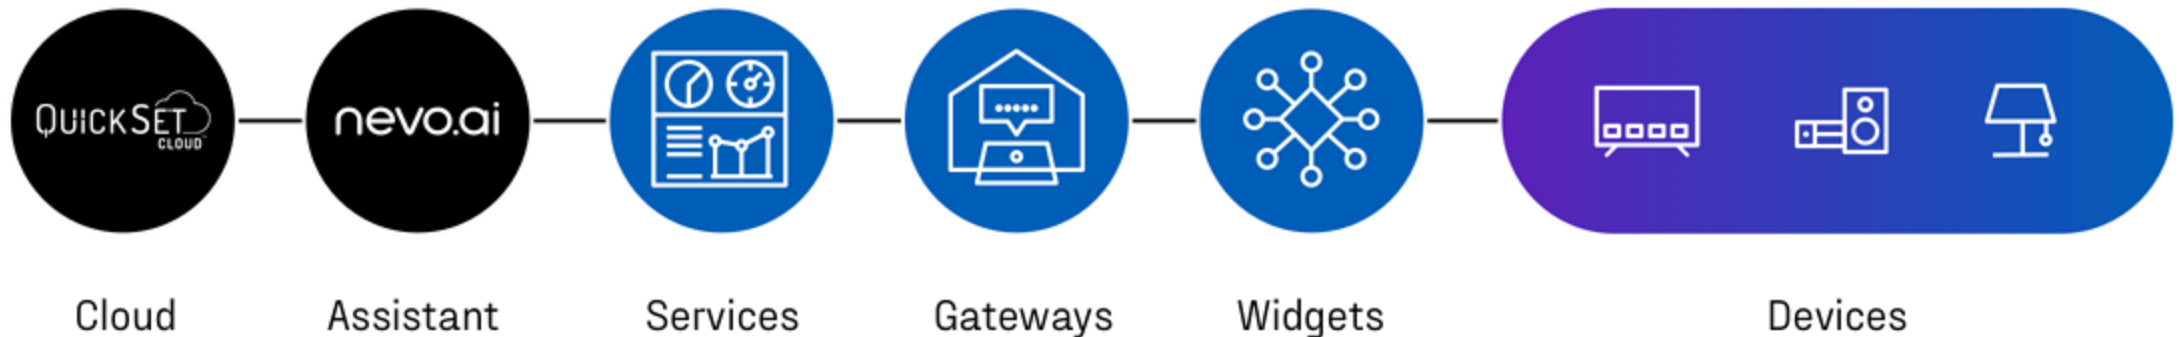 QUICKSET
CLOUD
nevo.ai
Cloud
Assistant
Services
Gateways
Widgets
Devices